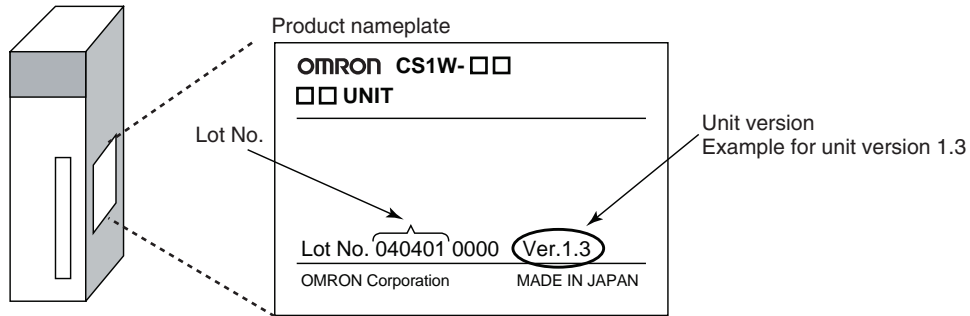 Product nameplate
OMRON CS1W-□□
□□ UNIT
Lot No.
Unit version
Example for unit version 1.3
Lot No. 040401 0000 Ver.1.3
OMRON Corporation MADE IN JAPAN